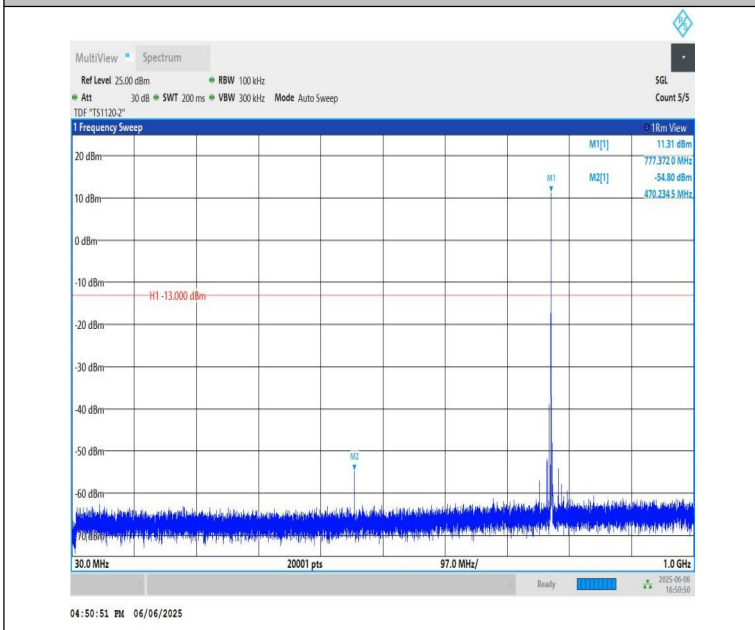 R S
MultiView Spectrum
Ref Level 25.00 dBm RBW 100 kHz SGL
Att 30 dB SWT 200 ms VBW 300 kHz Mode Auto Sweep Count 5/5
TDF "TS1120-2"
1 Frequency Sweep 1Rm View
M1[1] 11.31 dBm
777.372 0 MHz
M2[1] -54.80 dBm
470.234 5 MHz
20 dBm
M1
10 dBm
0 dBm
-10 dBm
H1 -13.000 dBm
-20 dBm
-30 dBm
-40 dBm
-50 dBm
M2
-60 dBm
-70 dBm
30.0 MHz 20001 pts 97.0 MHz/ 1.0 GHz
Ready 2025-06-06
16:50:50
04:50:51 PM 06/06/2025